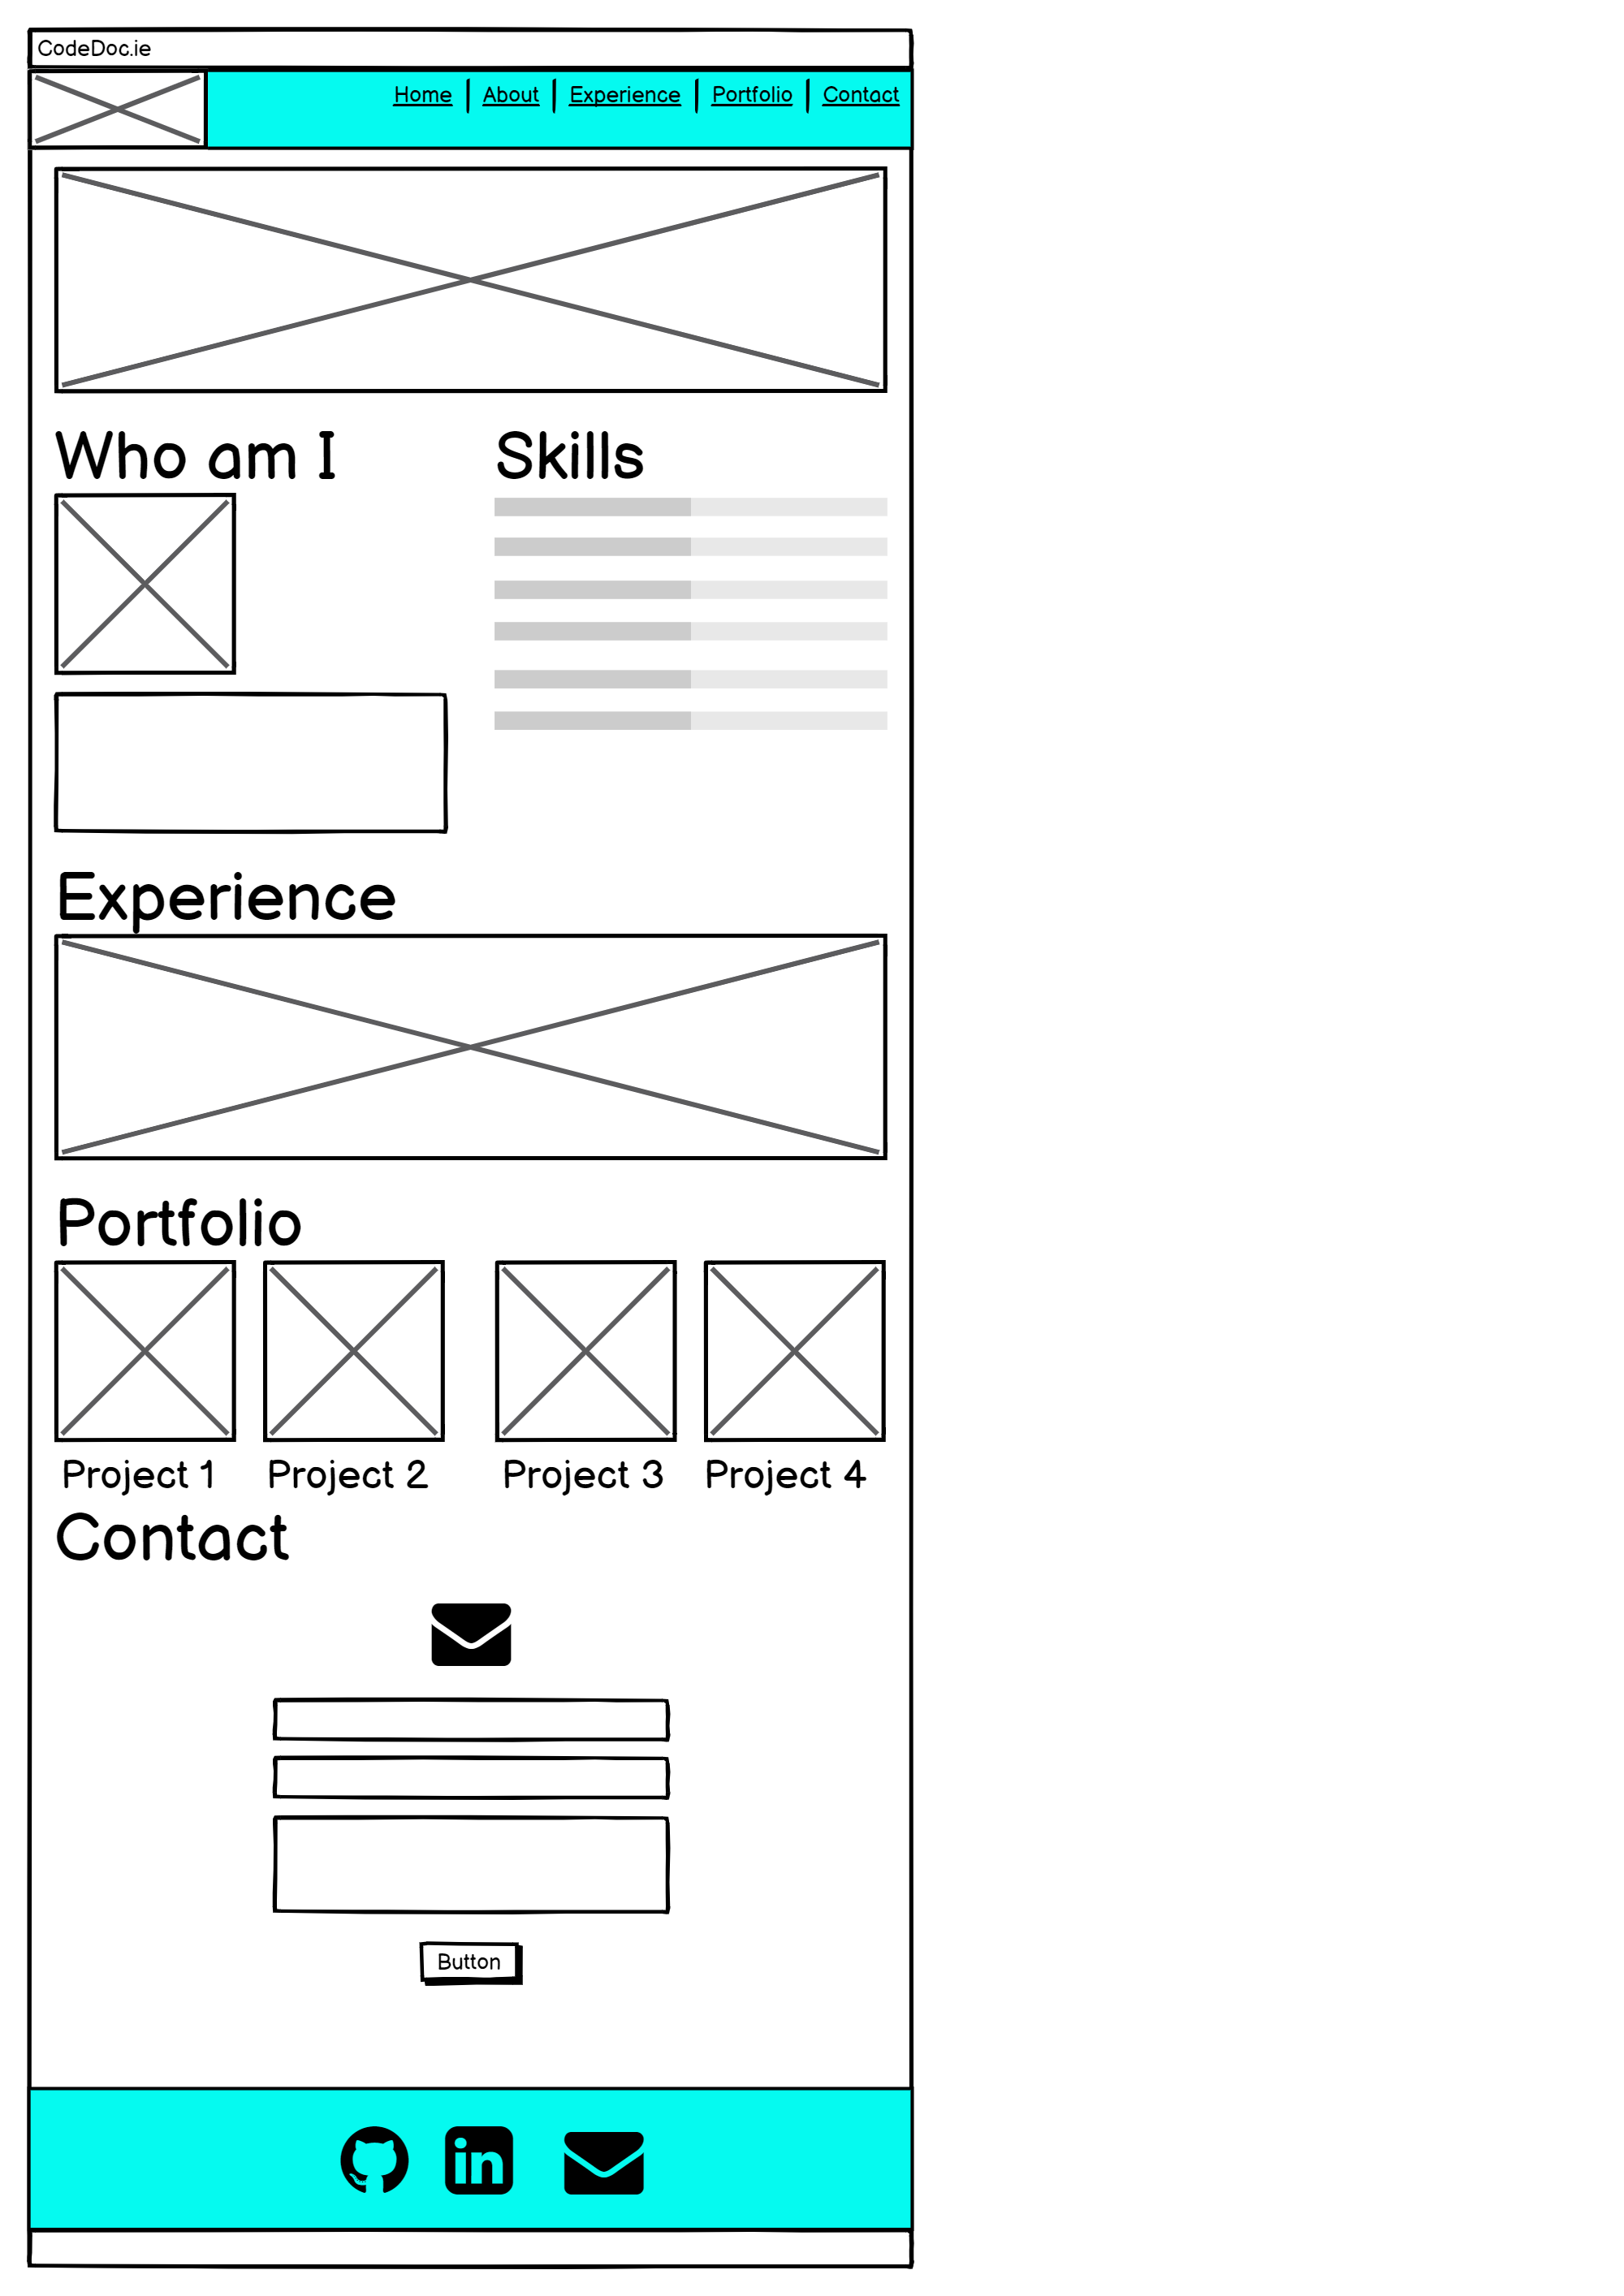 CodeDoc.ie
Home About Experience Portfolio Contact
Who am I
Skills
Experience
Portfolio
Project 1 Project 2 Project 3 Project 4
Contact
Button
in